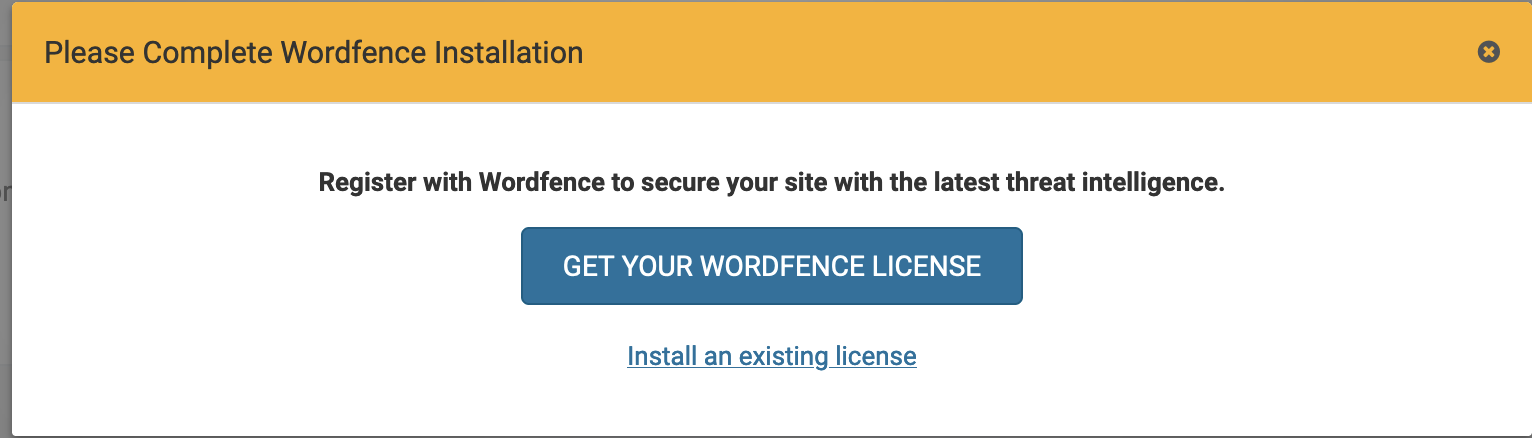 Please Complete Wordfence Installation
Register with Wordfence to secure your site with the latest threat intelligence.
GET YOUR WORDFENCE LICENSE
Install an existing license